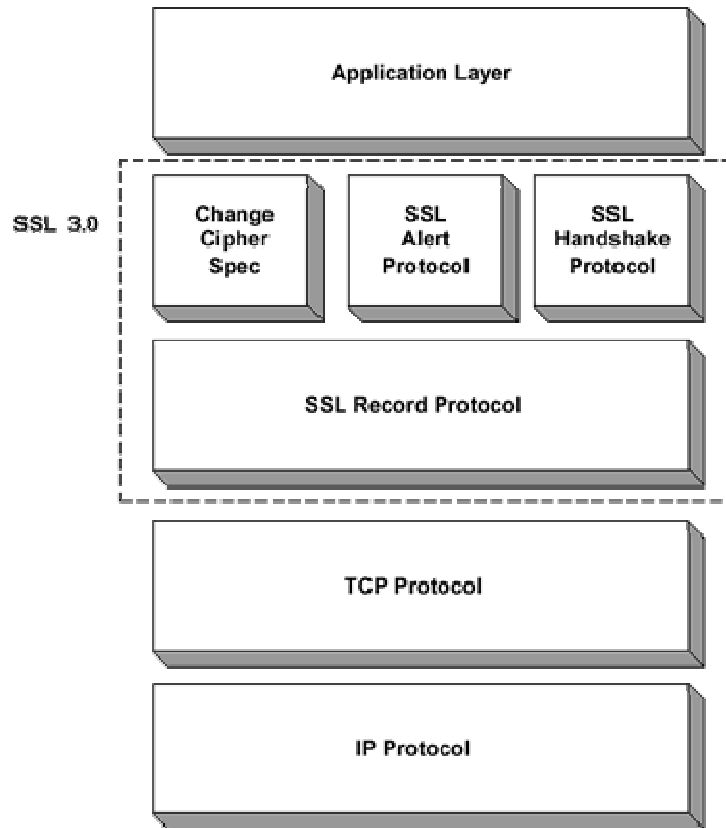 Application Layer
SSL 3.0
Change
Cipher
Spec
SSL
Alert
Protocol
SSL
Handshake
Protocol
SSL Record Protocol
TCP Protocol
IP Protocol